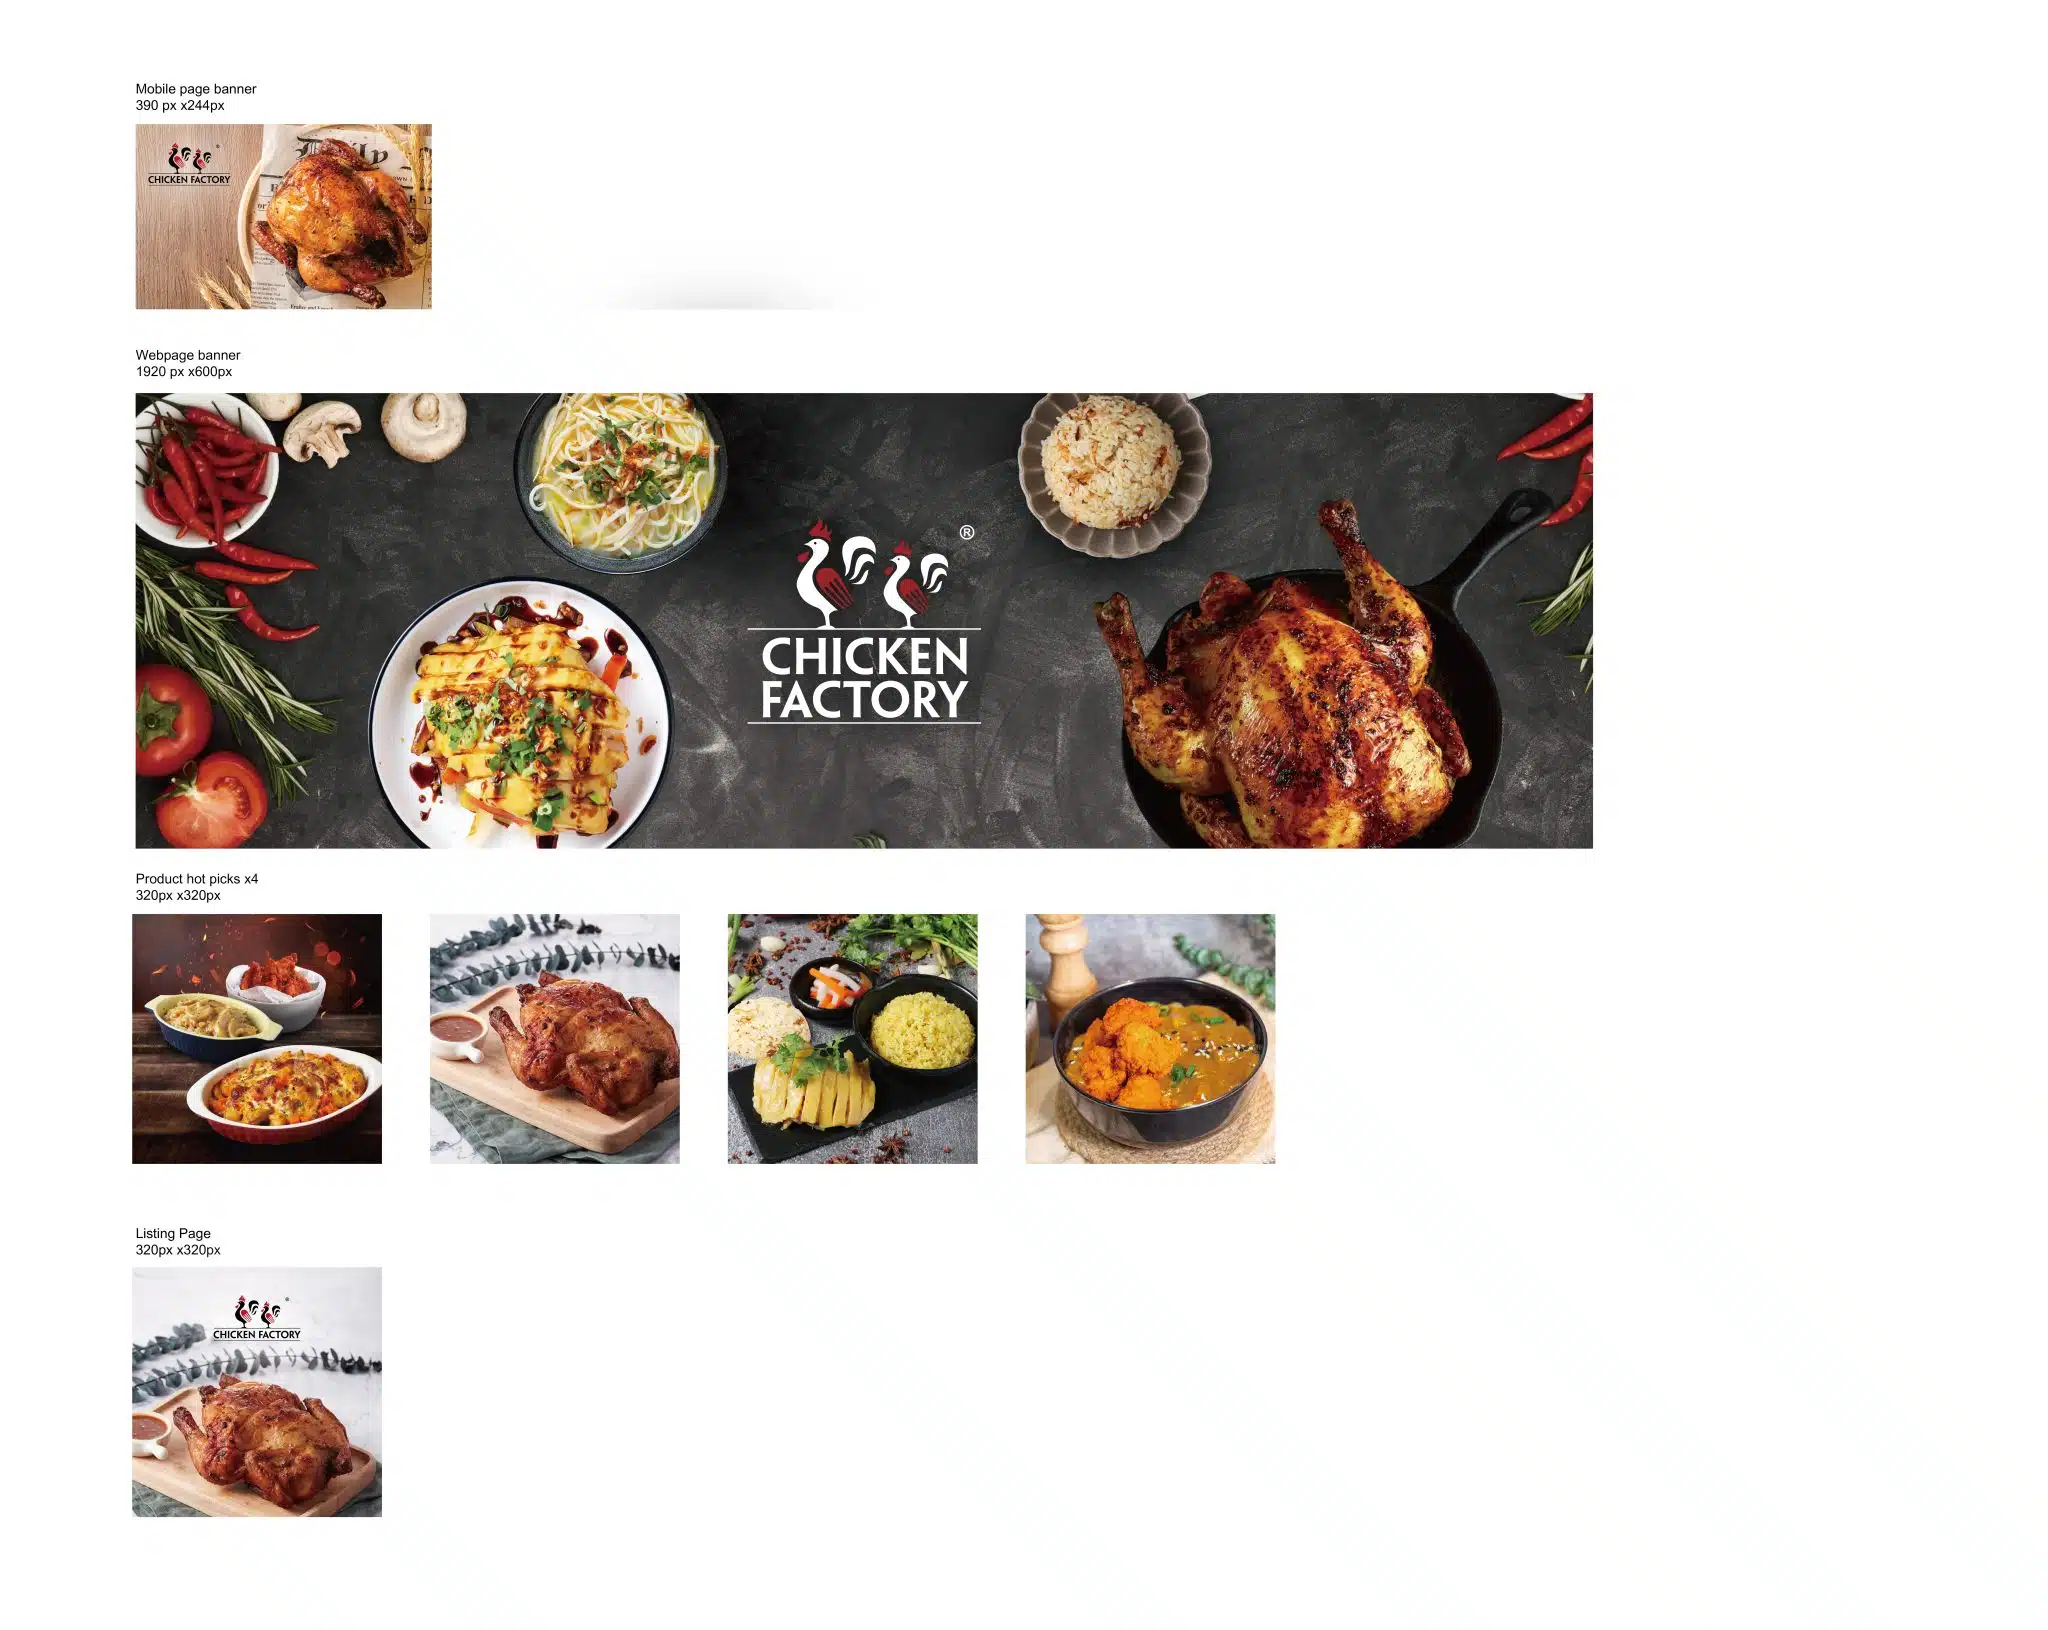 Mobile page banner
390 px x244px
®
CHICKEN FACTORY
Daily
Webpage banner
1920 px x600px
®
CHICKEN
FACTORY
Product hot picks x4
320px x320px
Listing Page
320px x320px
®
CHICKEN FACTORY